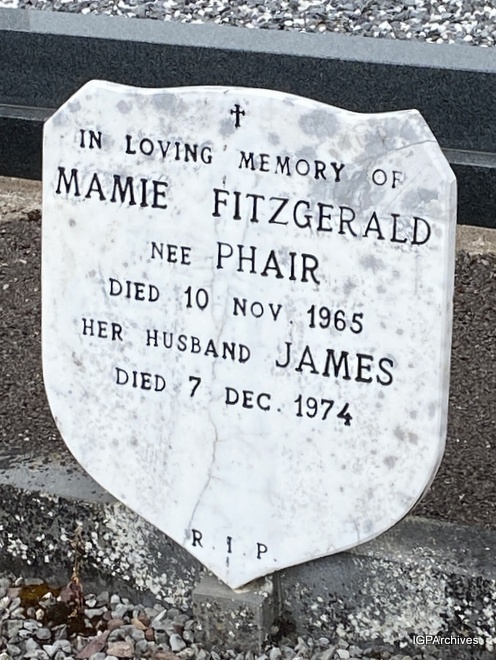 IN LOVING MEMORY OF
MAMIE FITZGERALD
NEE PHAIR
DIED 10 NOV. 1965
HER HUSBAND JAMES
DIED 7 DEC. 1974
R. I. P.
IGPArchives